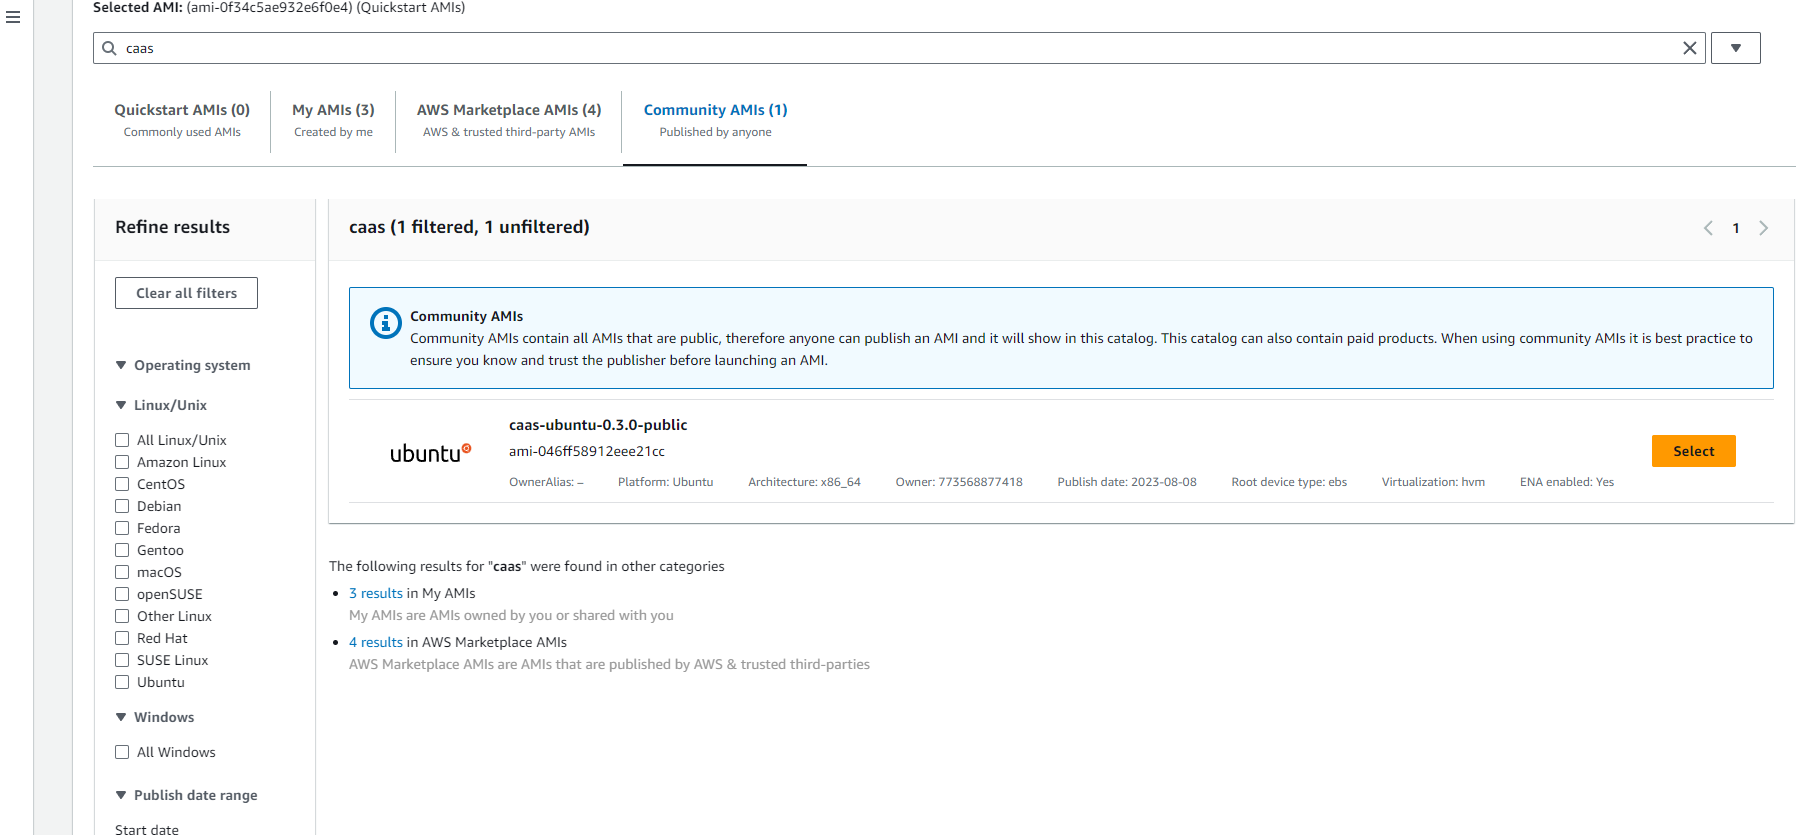 Selected AMI: (ami-0f34c5ae932e6f0e4) (Quickstart AMIs)
caas
Quickstart AMIs (0)
Commonly used AMIs
My AMIs (3)
Created by me
AWS Marketplace AMIs (4)
AWS & trusted third-party AMIs
Community AMIs (1)
Published by anyone
Refine results
Clear all filters
Operating system
Linux/Unix
All Linux/Unix
Amazon Linux
CentOS
Debian
Fedora
Gentoo
macOS
openSUSE
Other Linux
Red Hat
SUSE Linux
Ubuntu
Windows
All Windows
Publish date range
Start date
caas (1 filtered, 1 unfiltered)
1
Community AMIs
Community AMIs contain all AMIs that are public, therefore anyone can publish an AMI and it will show in this catalog. This catalog can also contain paid products. When using community AMIs it is best practice to
ensure you know and trust the publisher before launching an AMI.
ubuntu
caas-ubuntu-0.3.0-public
ami-046ff58912eee21cc
OwnerAlias: – Platform: Ubuntu Architecture: x86_64 Owner: 773568877418 Publish date: 2023-08-08 Root device type: ebs Virtualization: hvm ENA enabled: Yes
Select
The following results for "caas" were found in other categories
3 results in My AMIs
My AMIs are AMIs owned by you or shared with you
4 results in AWS Marketplace AMIs
AWS Marketplace AMIs are AMIs that are published by AWS & trusted third-parties